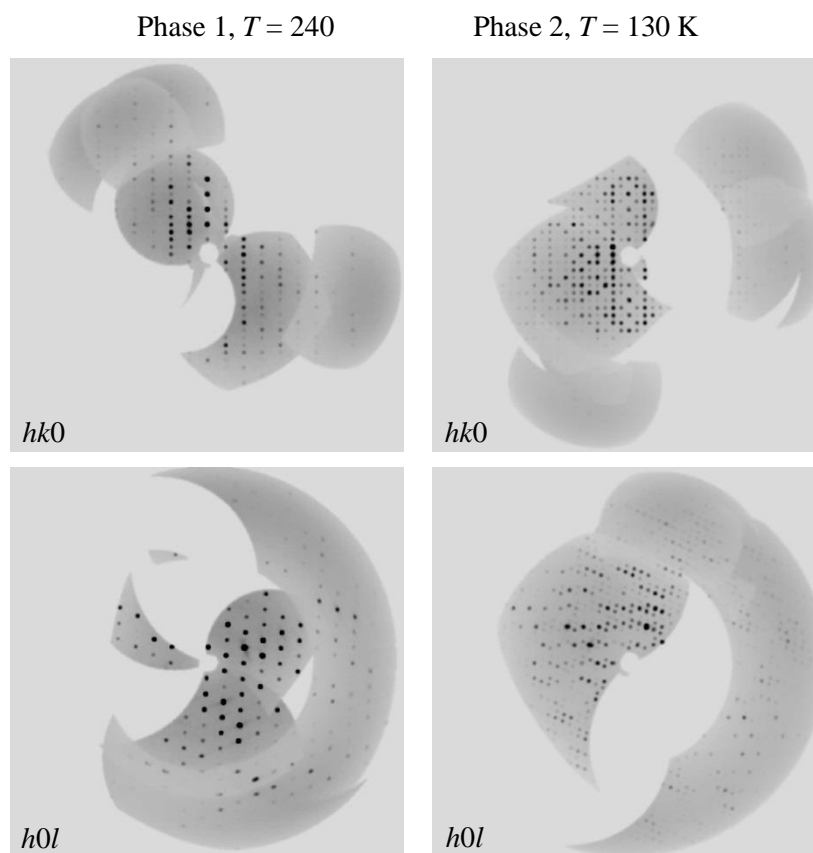 Phase 1, T = 240
Phase 2, T = 130 K
hk0
hk0
h0l
h0l